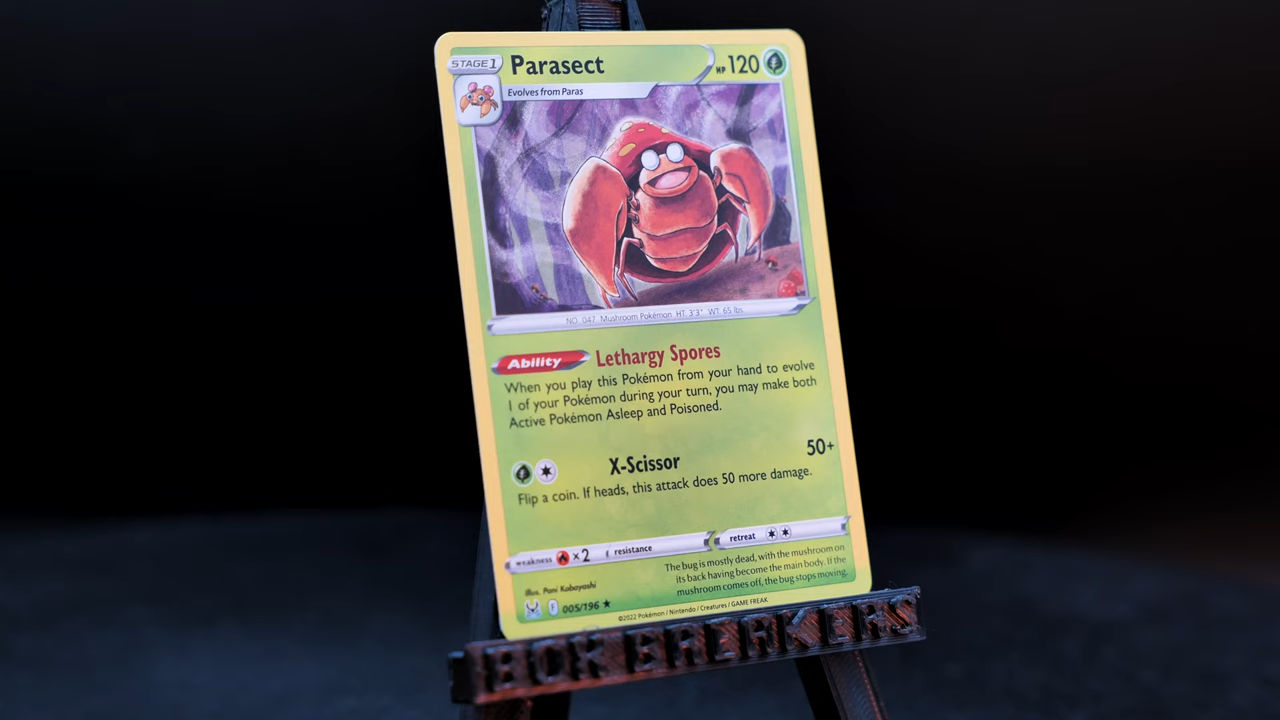 STAGE 1 Parasect HP 120
Evolves from Paras
NO. 047 Mushroom Pokémon HT: 3'3" WT: 65 lbs.
Ability Lethargy Spores
When you play this Pokémon from your hand to evolve
1 of your Pokémon during your turn, you may make both
Active Pokémon Asleep and Poisoned.
X-Scissor 50+
Flip a coin. If heads, this attack does 50 more damage.
weakness ×2 resistance retreat
The bug is mostly dead, with the mushroom on
its back having become the main body. If the
mushroom comes off, the bug stops moving.
Illus. Pani Kobayashi
F 005/196 ★
©2022 Pokémon / Nintendo / Creatures / GAME FREAK
BOX BREAKERS